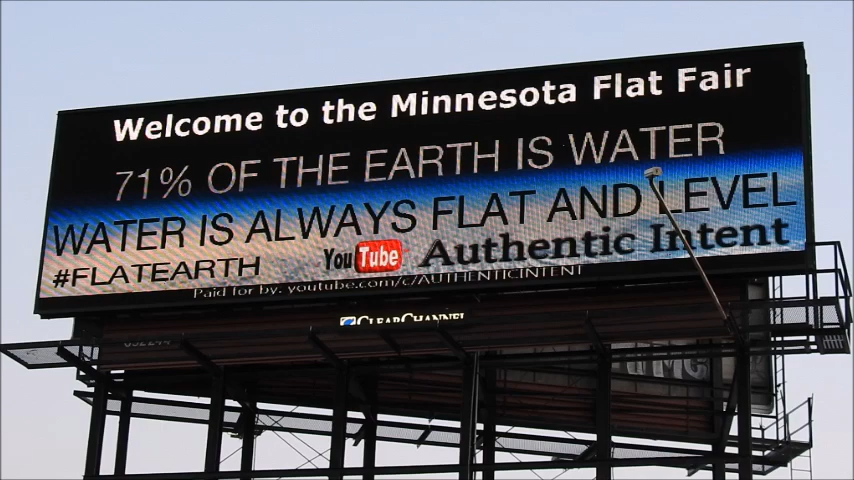 Welcome to the Minnesota Flat Fair
71% OF THE EARTH IS WATER
WATER IS ALWAYS FLAT AND LEVEL
#FLATEARTH YouTube Authentic Intent
Paid for by: youtube.com/c/AUTHENTICINTENT
CLEARCHANNEL